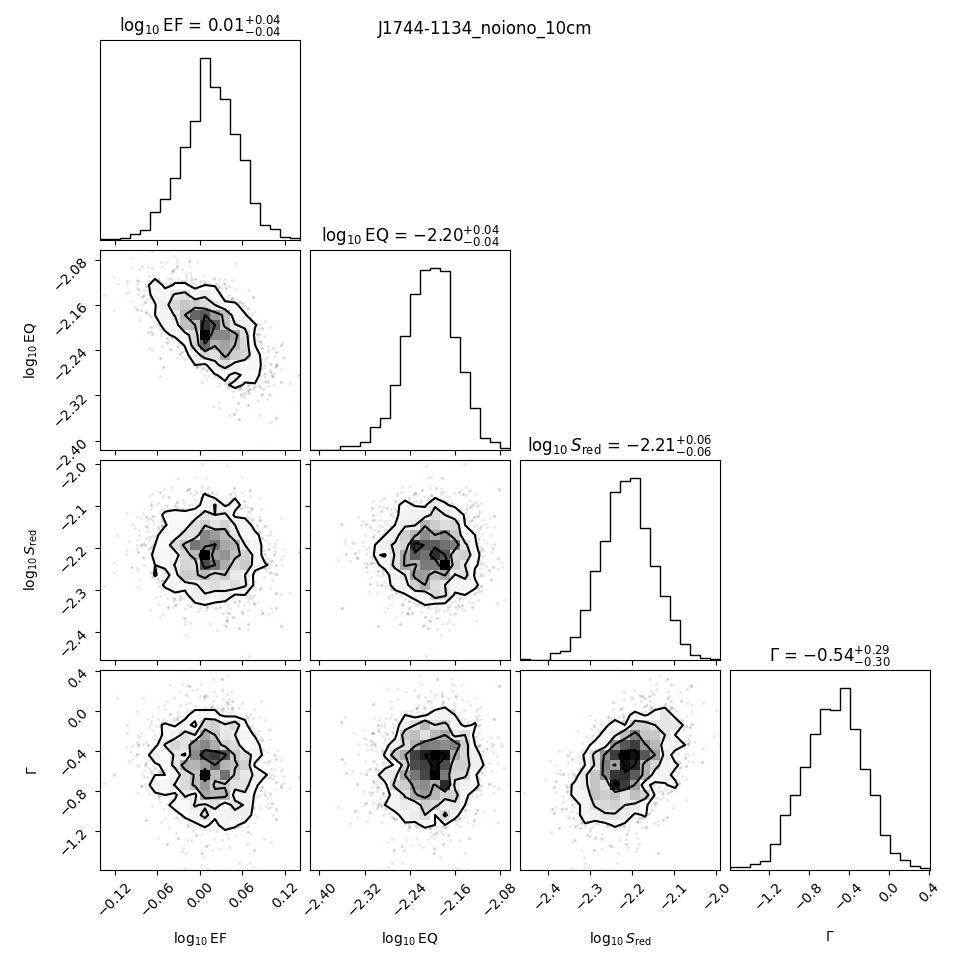 J1744-1134_noiono_10cm
log₁₀ EF = 0.01+0.04−0.04
log₁₀ EQ = −2.20+0.04−0.04
−2.08
−2.16
−2.24
−2.32
−2.40
log₁₀ EQ
log₁₀ Sred = −2.21+0.06−0.06
−2.0
−2.1
−2.2
−2.3
−2.4
log₁₀ Sred
Γ = −0.54+0.29−0.30
0.4
0.0
−0.4
−0.8
−1.2
Γ
−0.12 −0.06 0.00 0.06 0.12
−2.40 −2.32 −2.24 −2.16 −2.08
−2.4 −2.3 −2.2 −2.1 −2.0
−1.2 −0.8 −0.4 0.0 0.4
log₁₀ EF
log₁₀ EQ
log₁₀ Sred
Γ